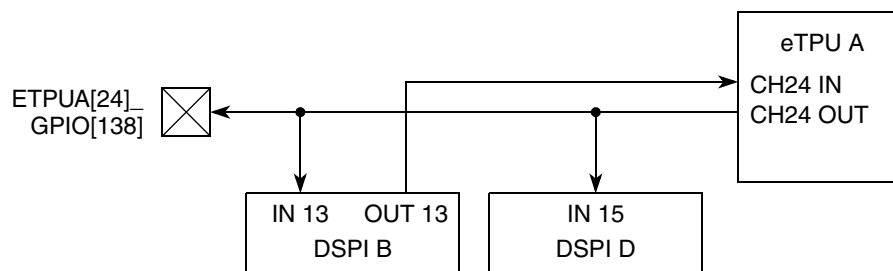 eTPU A
ETPUA[24]_
GPIO[138]
CH24 IN
CH24 OUT
IN 13 OUT 13
DSPI B
IN 15
DSPI D